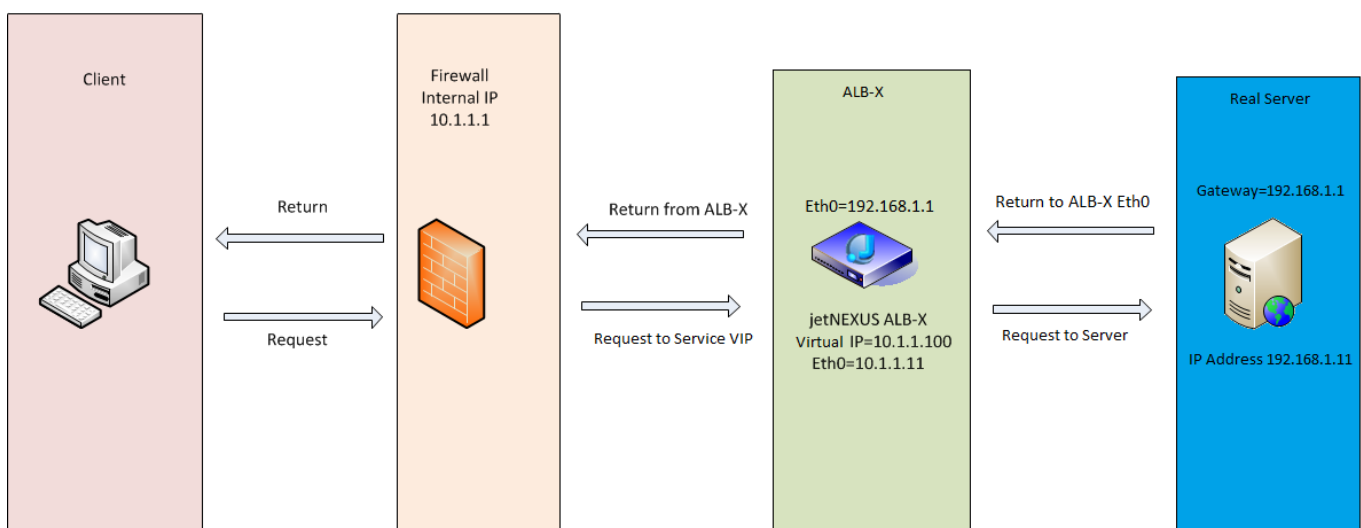 Client
Firewall
Internal IP
10.1.1.1
ALB-X
Real Server
Return
Request
Return from ALB-X
Request to Service VIP
Eth0=192.168.1.1
jetNEXUS ALB-X
Virtual IP=10.1.1.100
Eth0=10.1.1.11
Return to ALB-X Eth0
Request to Server
Gateway=192.168.1.1
IP Address 192.168.1.11